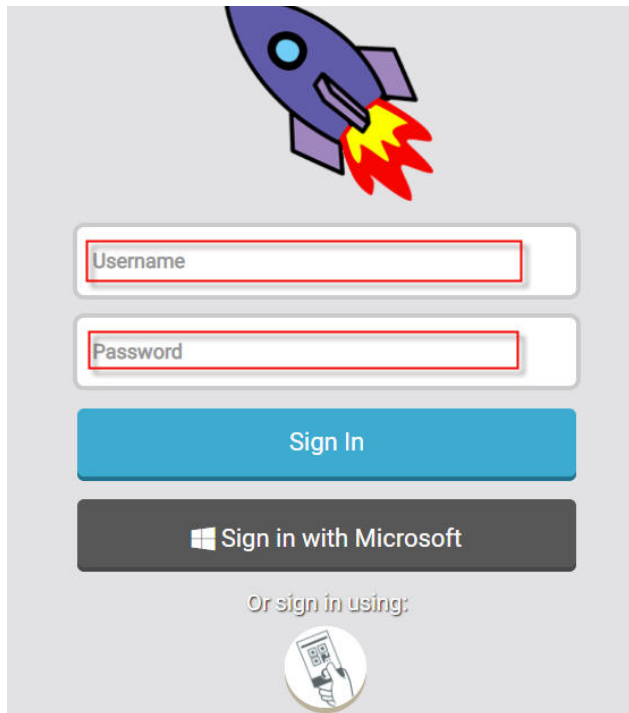 Username
Password
Sign In
Sign in with Microsoft
Or sign in using: